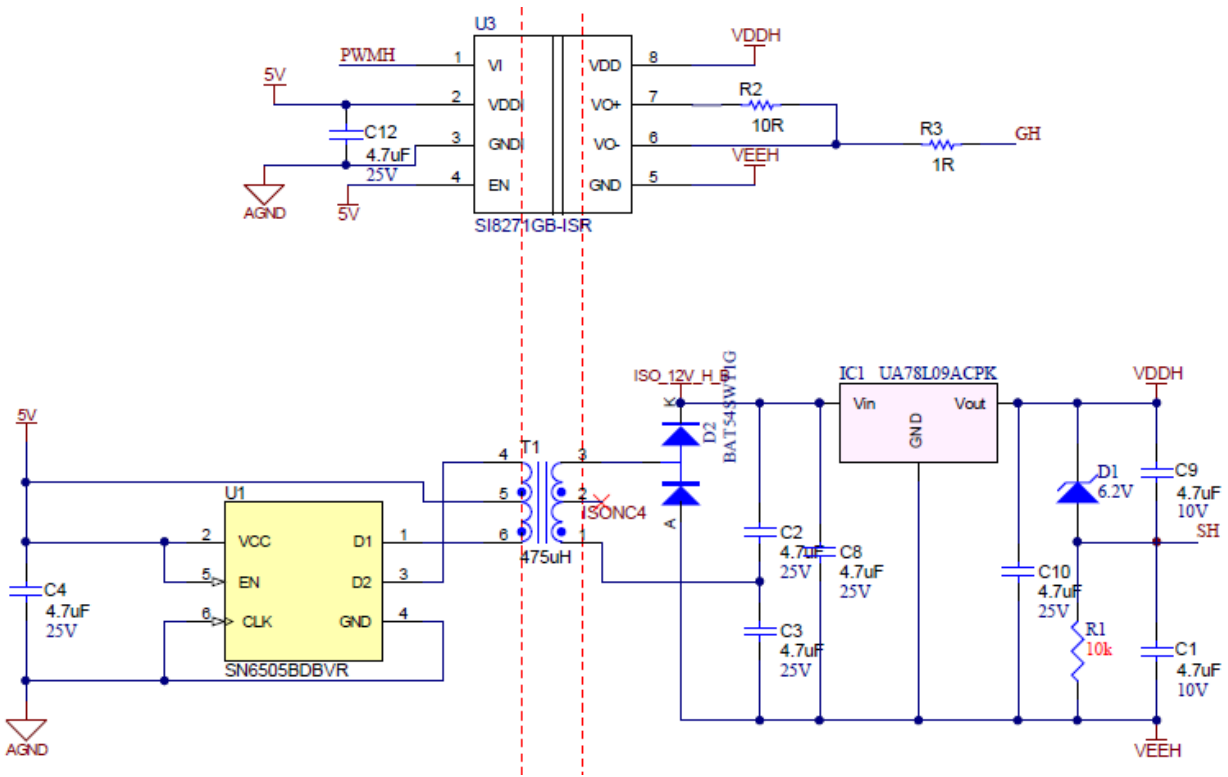 U3
PWMH
1
VI
VDD
8
VDDH
5V
2
VDDI
VO+
7
R2
10R
C12
4.7uF
25V
3
GNDI
VO-
6
R3
1R
GH
AGND
5V
4
EN
GND
5
VEEH
SI8271GB-ISR
5V
U1
2
VCC
D1
1
5
EN
D2
3
6
CLK
GND
4
SN6505BDBVR
C4
4.7uF
25V
AGND
T1
4
3
5
2
6
1
475uH
ISONC4
ISO_12V_H_B
K
A
D2
BAT54SWT1G
C2
4.7uF
25V
C3
4.7uF
25V
C8
4.7uF
25V
IC1 UA78L09ACPK
Vin
Vout
GND
C10
4.7uF
25V
VDDH
D1
6.2V
C9
4.7uF
10V
SH
R1
10k
C1
4.7uF
10V
VEEH